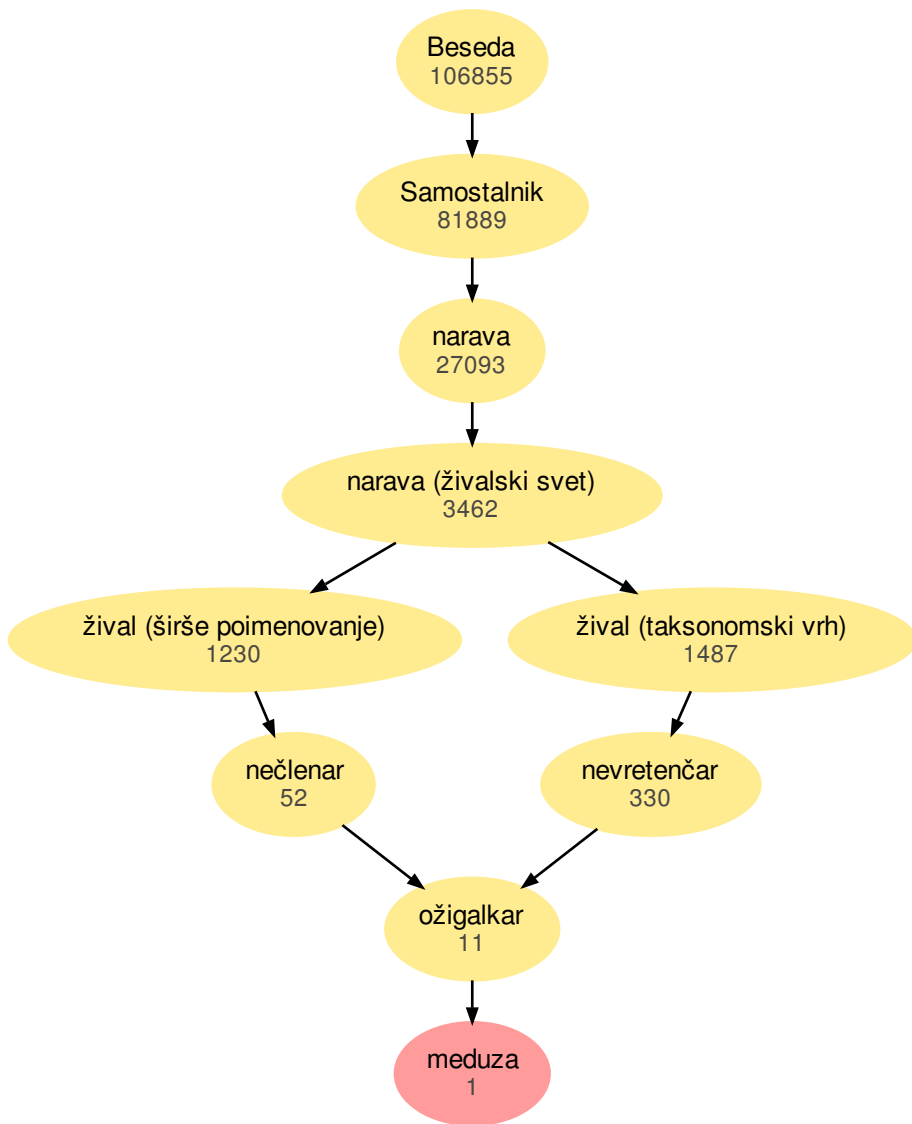 Beseda
106855
Samostalnik
81889
narava
27093
narava (živalski svet)
3462
žival (širše poimenovanje)
1230
žival (taksonomski vrh)
1487
nečlenar
52
nevretenčar
330
ožigalkar
11
meduza
1